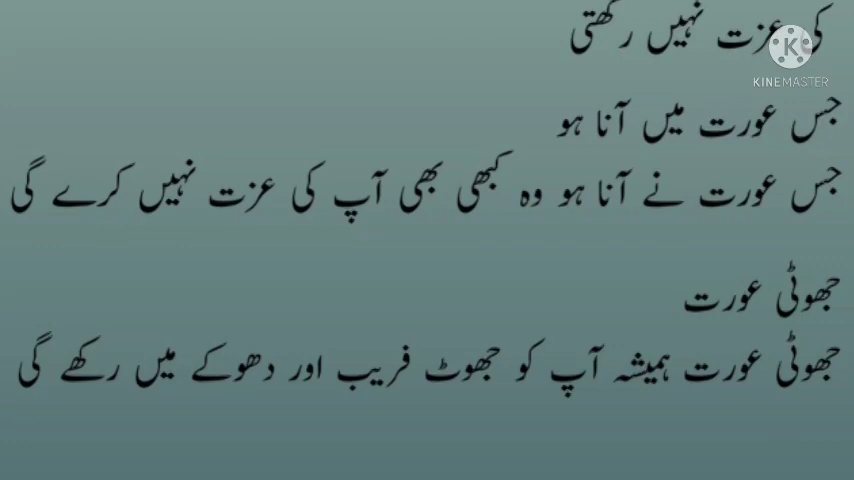 کی عزت نہیں رکھتی
KINEMASTER
جس عورت میں آنا ہو
جس عورت نے آنا ہو وہ کبھی بھی آپ کی عزت نہیں کرے گی
جھوٹی عورت
جھوٹی عورت ہمیشہ آپ کو جھوٹ فریب اور دھوکے میں رکھے گی